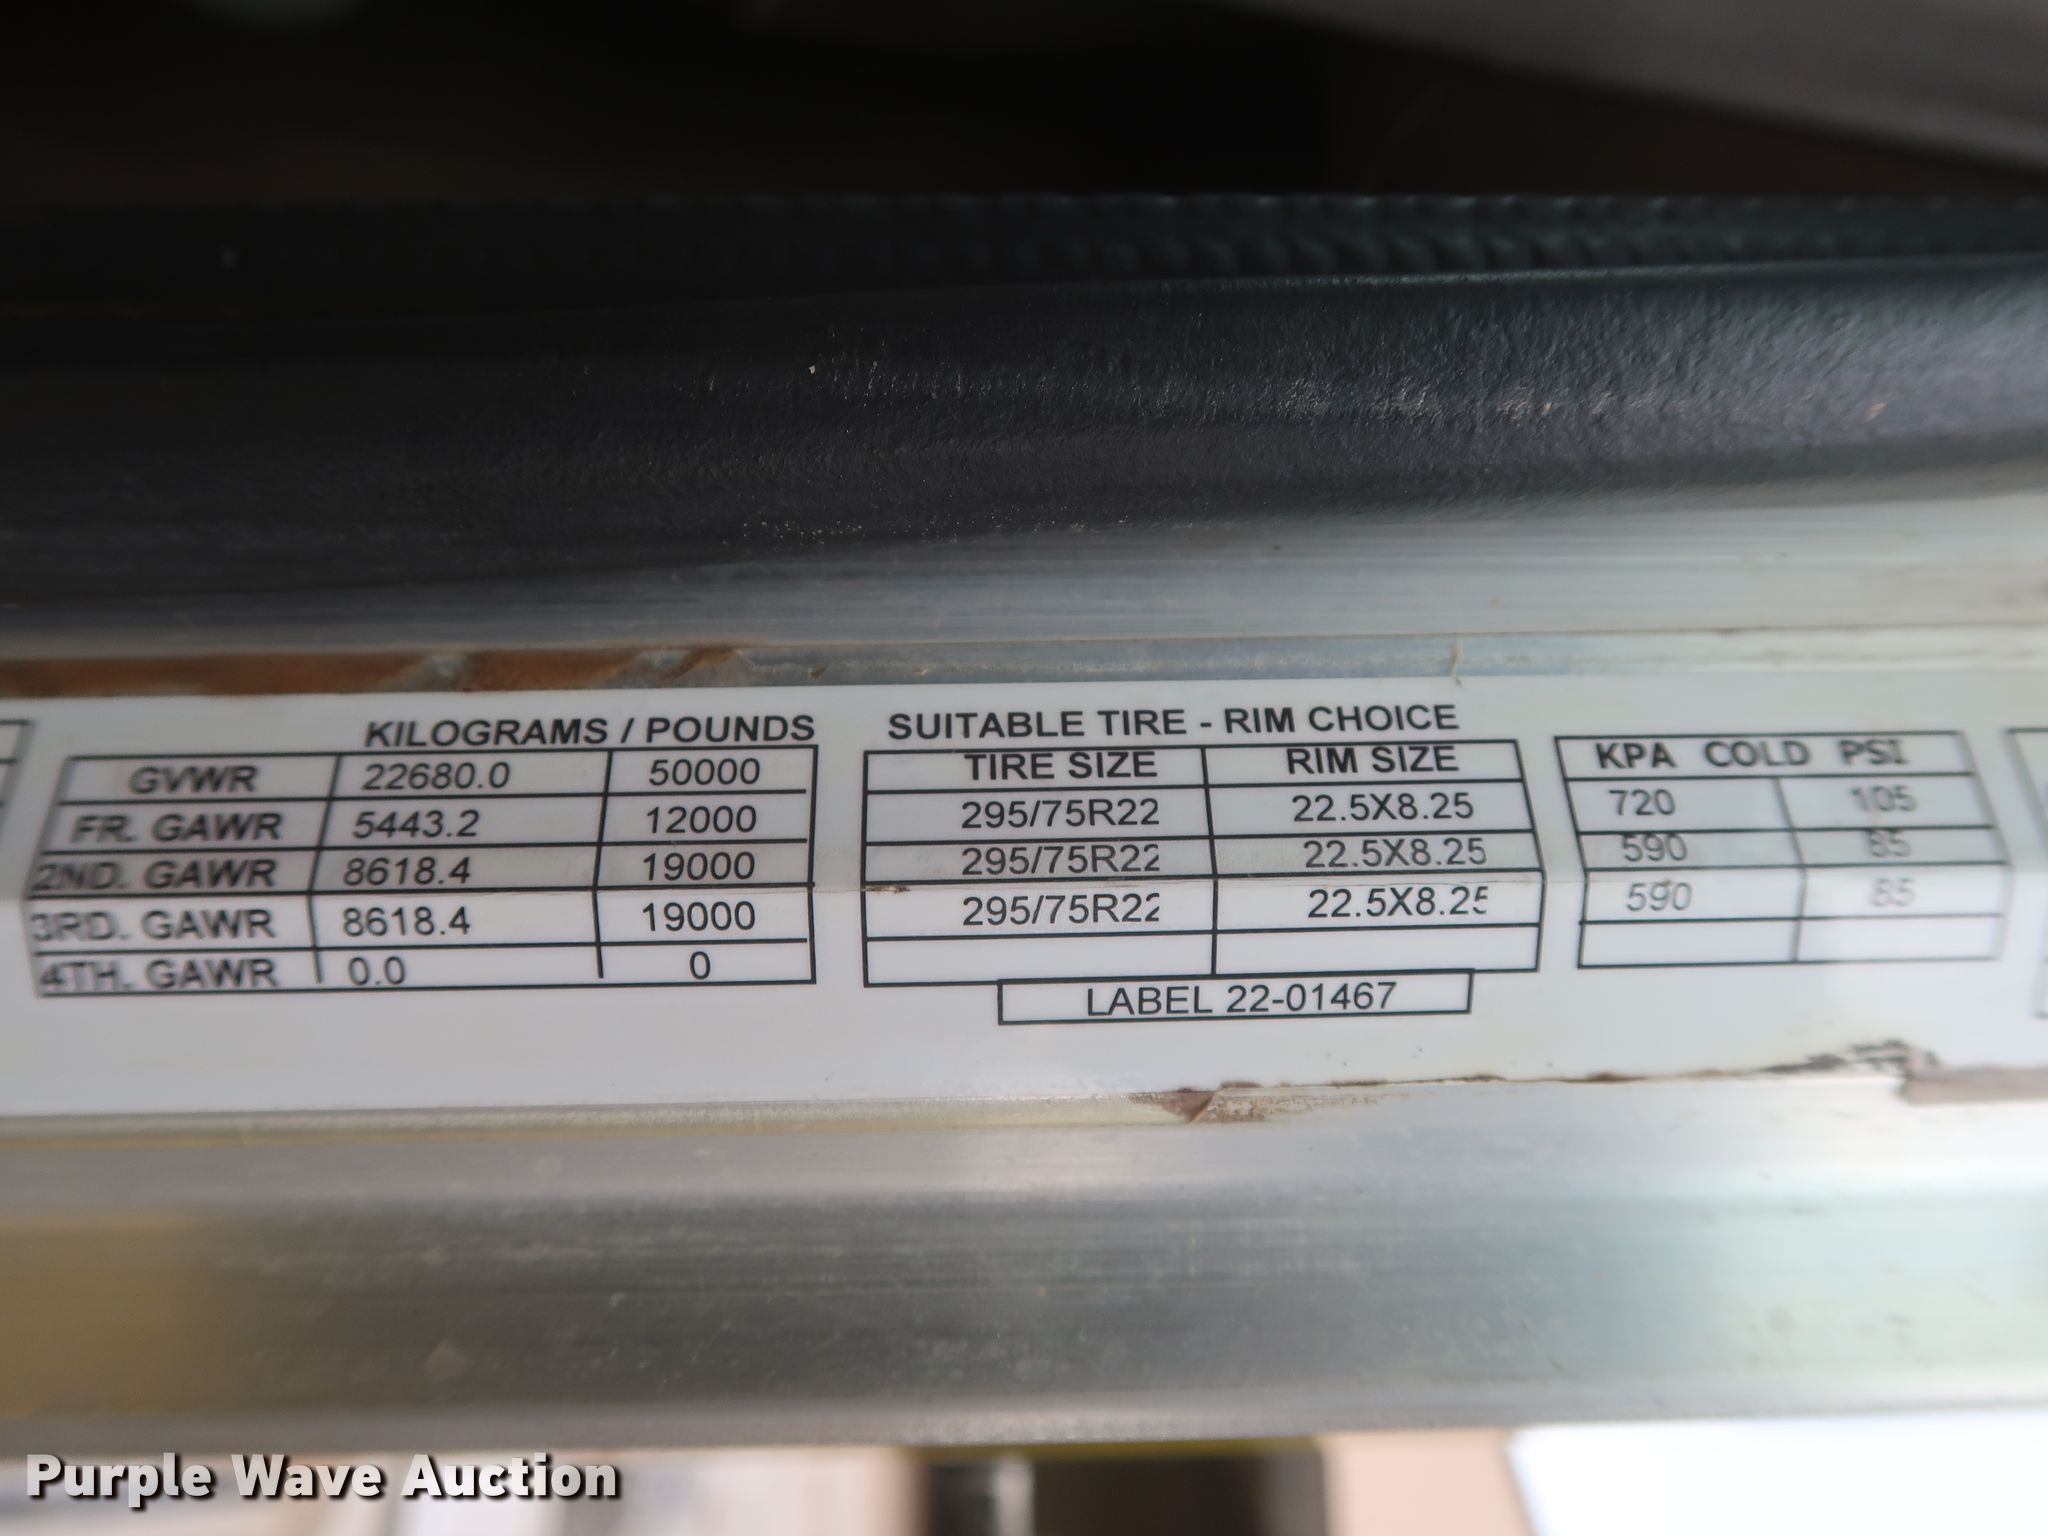 KILOGRAMS / POUNDS
GVWR 22680.0 50000
FR. GAWR 5443.2 12000
2ND. GAWR 8618.4 19000
3RD. GAWR 8618.4 19000
4TH. GAWR 0.0 0
SUITABLE TIRE - RIM CHOICE
TIRE SIZE RIM SIZE
295/75R22 22.5X8.25
295/75R22 22.5X8.25
295/75R22 22.5X8.25
LABEL 22-01467
KPA COLD PSI
720 105
590 85
590 85
Purple Wave Auction